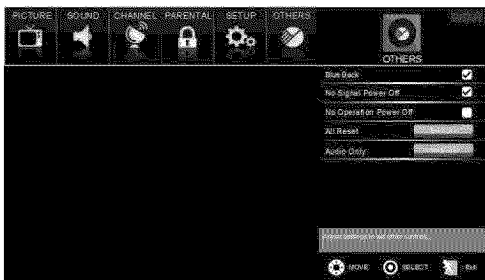 PICTURE SOUND CHANNEL PARENTAL SETUP OTHERS
OTHERS
Blue Back
No Signal Power Off
No Operation Power Off
All Reset
Audio Only
MOVE SELECT Exit